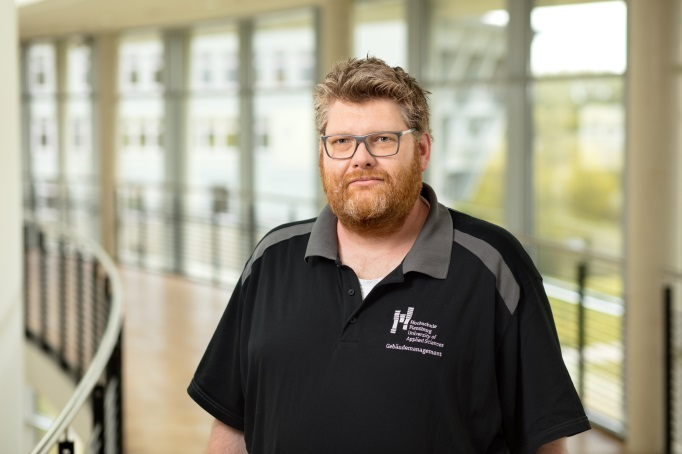 Hochschule
Flensburg
University of
Applied Sciences
Gebäudemanagement